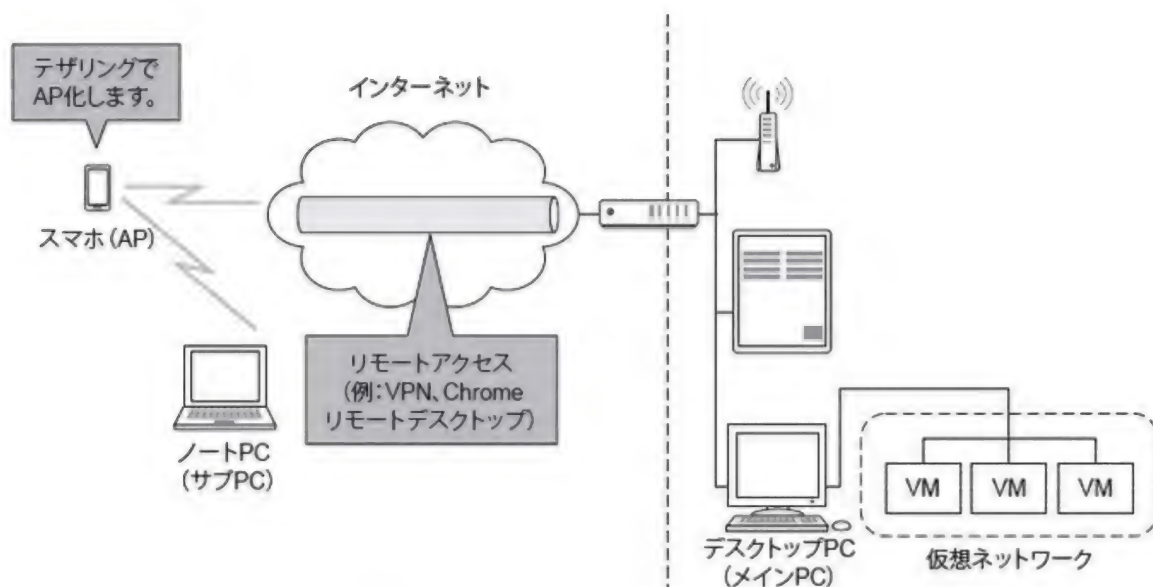 テザリングで
AP化します。
インターネット
スマホ(AP)
リモートアクセス
(例:VPN、Chrome
リモートデスクトップ)
ノートPC
(サブPC)
VM
VM
VM
デスクトップPC
(メインPC)
仮想ネットワーク